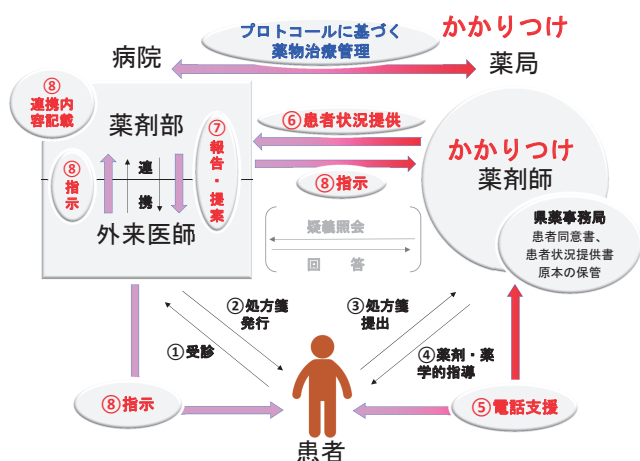 プロトコールに基づく
薬物治療管理
かかりつけ
病院
薬局
⑧
連携内
容記載
薬剤部
⑦
報告・提案
⑥患者状況提供
かかりつけ
薬剤師
⑧
指示
連
携
⑧指示
外来医師
疑義照会
回 答
県薬事務局
患者同意書、
患者状況提供書
原本の保管
②処方箋
発行
③処方箋
提出
①受診
④薬剤・薬
学的指導
⑧指示
⑤電話支援
患者